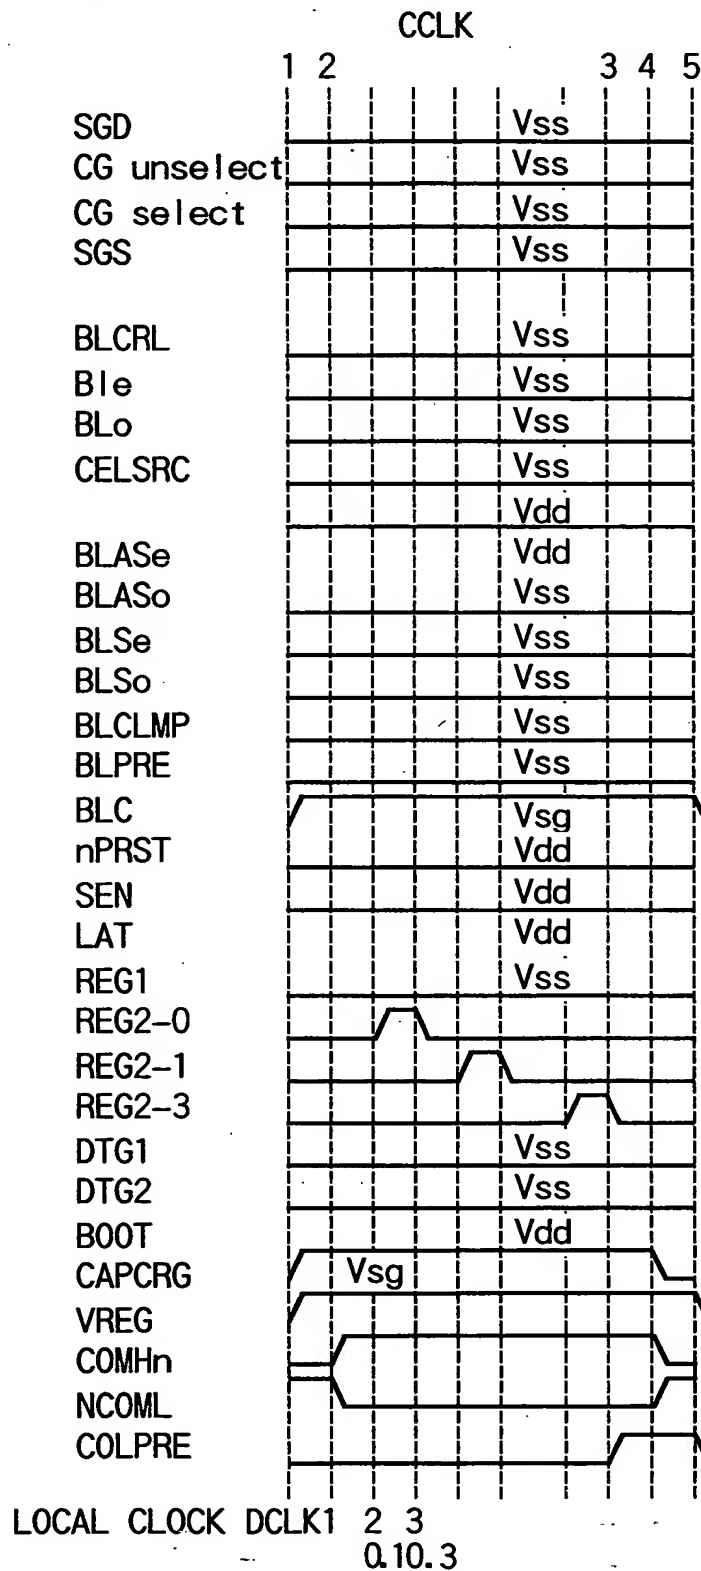 CCLK
1 2 3 4 5
SGD Vss
CG unselect Vss
CG select Vss
SGS Vss
BLCRL Vss
Ble Vss
BLo Vss
CELSRC Vss
Vdd
BLASe Vdd
BLASo Vss
BLSe Vss
BLSo Vss
BLCLMP Vss
BLPRE Vss
BLC Vsg
nPRST Vdd
SEN Vdd
LAT Vdd
REG1 Vss
REG2-0
REG2-1
REG2-3
DTG1 Vss
DTG2 Vss
BOOT Vdd
CAPCRG Vsg
VREG
COMHn
NCOML
COLPRE
LOCAL CLOCK DCLK1 2 3
0.10.3